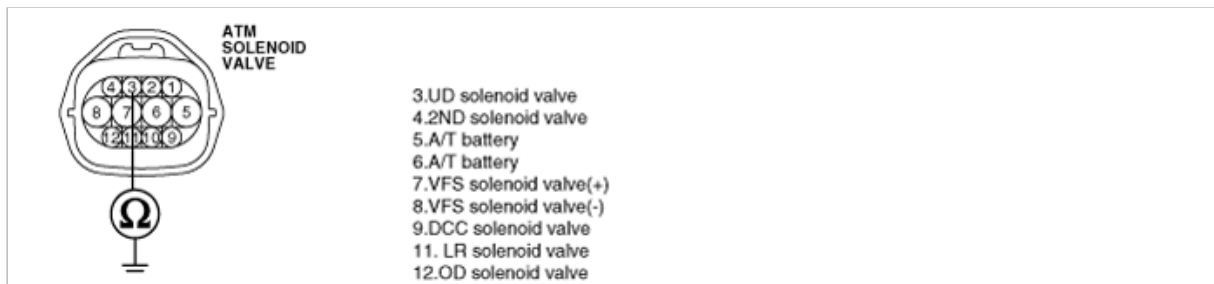 ATM
SOLENOID
VALVE
4 3 2 1
8 7 6 5
12 11 10 9
Ω
3.UD solenoid valve
4.2ND solenoid valve
5.A/T battery
6.A/T battery
7.VFS solenoid valve(+)
8.VFS solenoid valve(-)
9.DCC solenoid valve
11. LR solenoid valve
12.OD solenoid valve